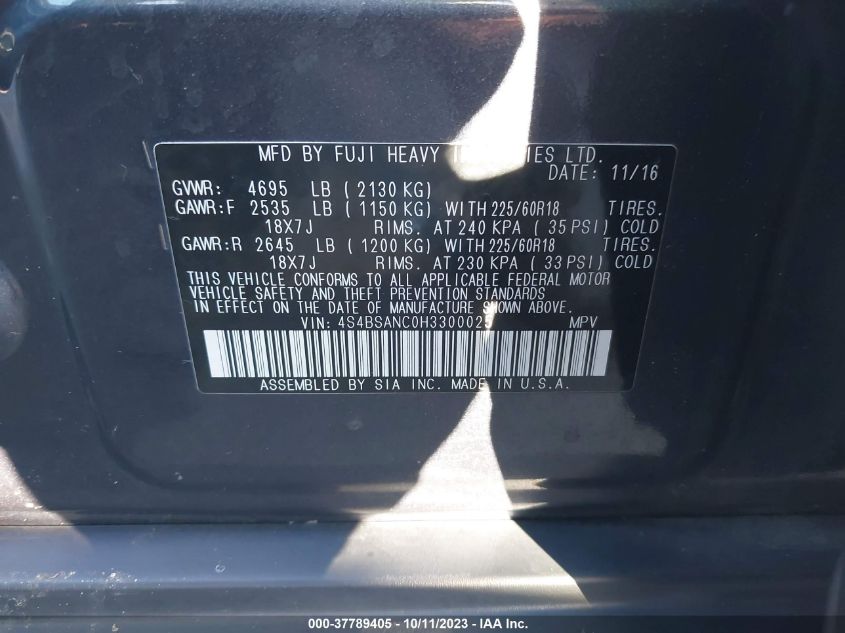 MFD BY FUJI HEAVY LTD.
DATE: 11/16
GVWR: 4695 LB ( 2130 KG)
GAWR:F 2535 LB ( 1150 KG) WITH 225/60R18 TIRES.
18X7J RIMS. AT 240 KPA ( 35 PSI) COLD
GAWR:R 2645 LB ( 1200 KG) WITH 225/60R18 TIRES.
18X7J RIMS. AT 230 KPA ( 33 PSI) COLD
THIS VEHICLE CONFORMS TO ALL APPLICABLE FEDERAL MOTOR
VEHICLE SAFETY AND THEFT PREVENTION STANDARDS
IN EFFECT ON THE DATE OF MANUFACTURE SHOWN ABOVE.
VIN: 4S4BSANC0H3300025 MPV
ASSEMBLED BY SIA INC. MADE IN U.S.A.
000-37789405 - 10/11/2023 - IAA Inc.